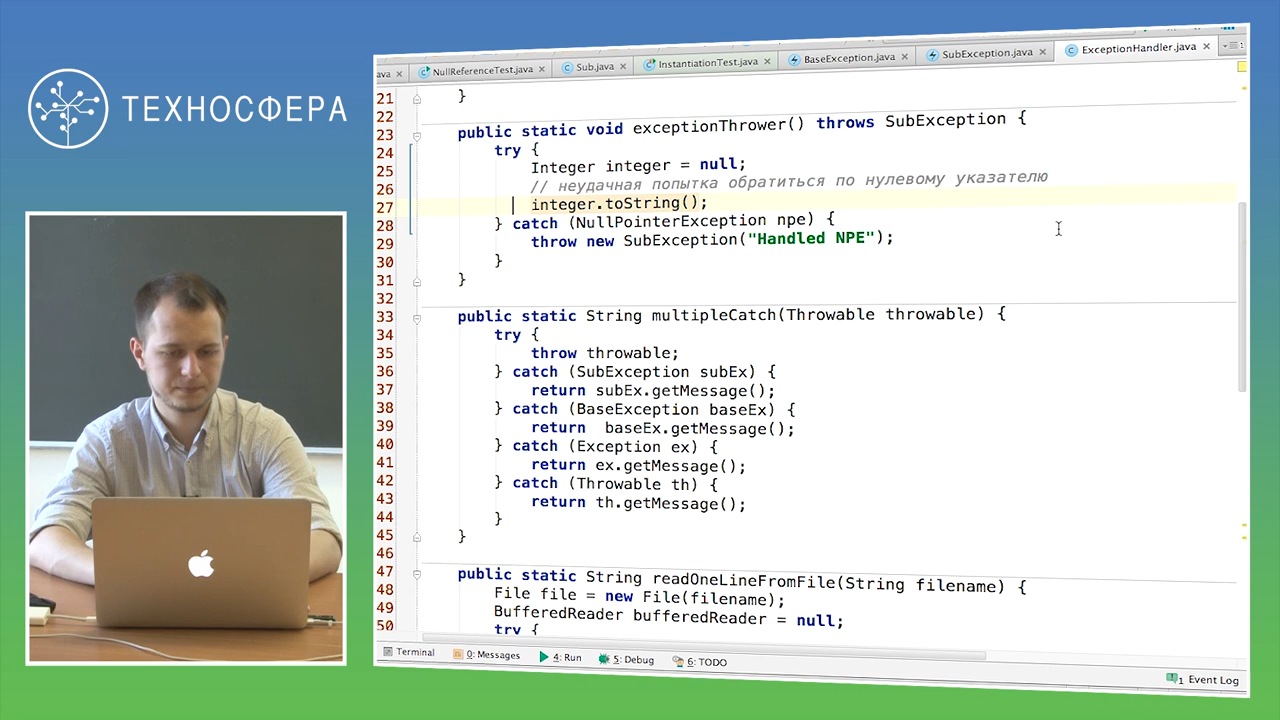 ТЕХНОСФЕРА
ava NullReferenceTest.java Sub.java InstantiationTest.java BaseException.java SubException.java ExceptionHandler.java 1
21 }
22
23 public static void exceptionThrower() throws SubException {
24 try {
25 Integer integer = null;
26 // неудачная попытка обратиться по нулевому указателю
27 integer.toString();
28 } catch (NullPointerException npe) {
29 throw new SubException("Handled NPE");
30 }
31 }
32
33 public static String multipleCatch(Throwable throwable) {
34 try {
35 throw throwable;
36 } catch (SubException subEx) {
37 return subEx.getMessage();
38 } catch (BaseException baseEx) {
39 return  baseEx.getMessage();
40 } catch (Exception ex) {
41 return ex.getMessage();
42 } catch (Throwable th) {
43 return th.getMessage();
44 }
45 }
46
47 public static String readOneLineFromFile(String filename) {
48 File file = new File(filename);
49 BufferedReader bufferedReader = null;
50 try {
Terminal 0: Messages 4: Run 5: Debug 6: TODO
1 Event Log